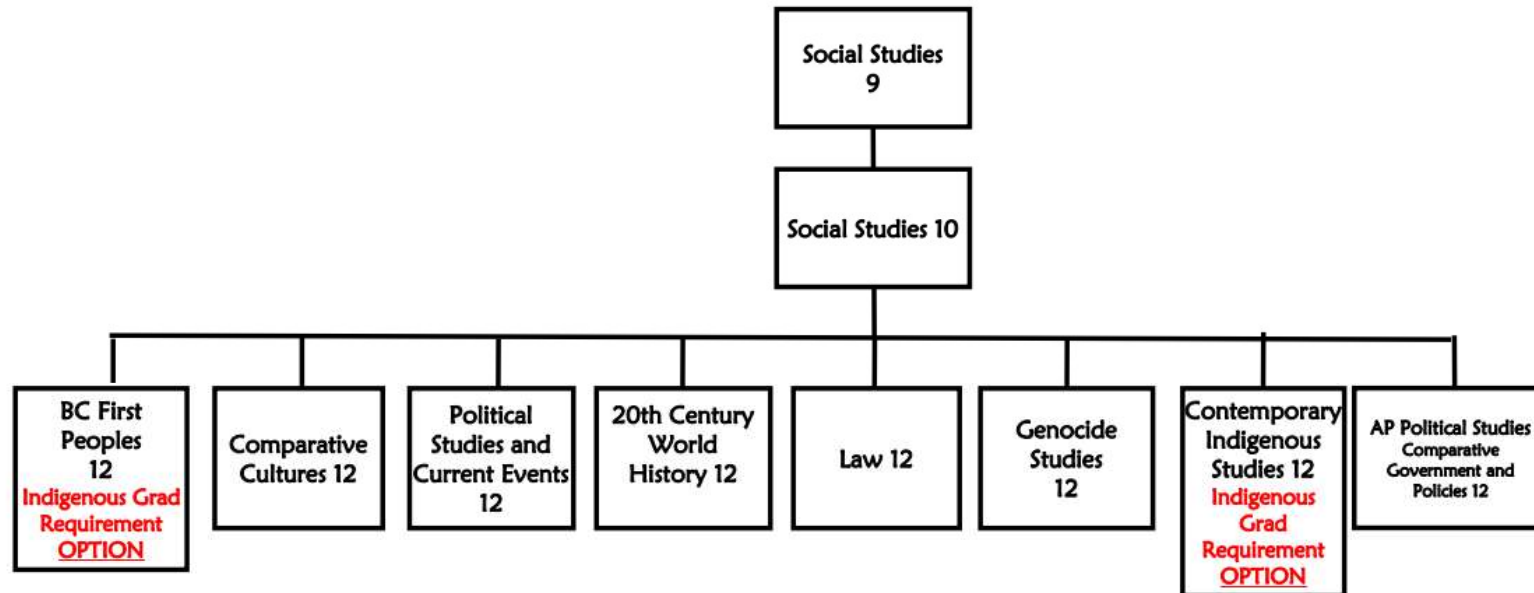 Social Studies
9
Social Studies 10
BC First
Peoples
12
Indigenous Grad
Requirement
OPTION
Comparative
Cultures 12
Political
Studies and
Current Events
12
20th Century
World
History 12
Law 12
Genocide
Studies
12
Contemporary
Indigenous
Studies 12
Indigenous
Grad
Requirement
OPTION
AP Political Studies
Comparative
Government and
Policies 12